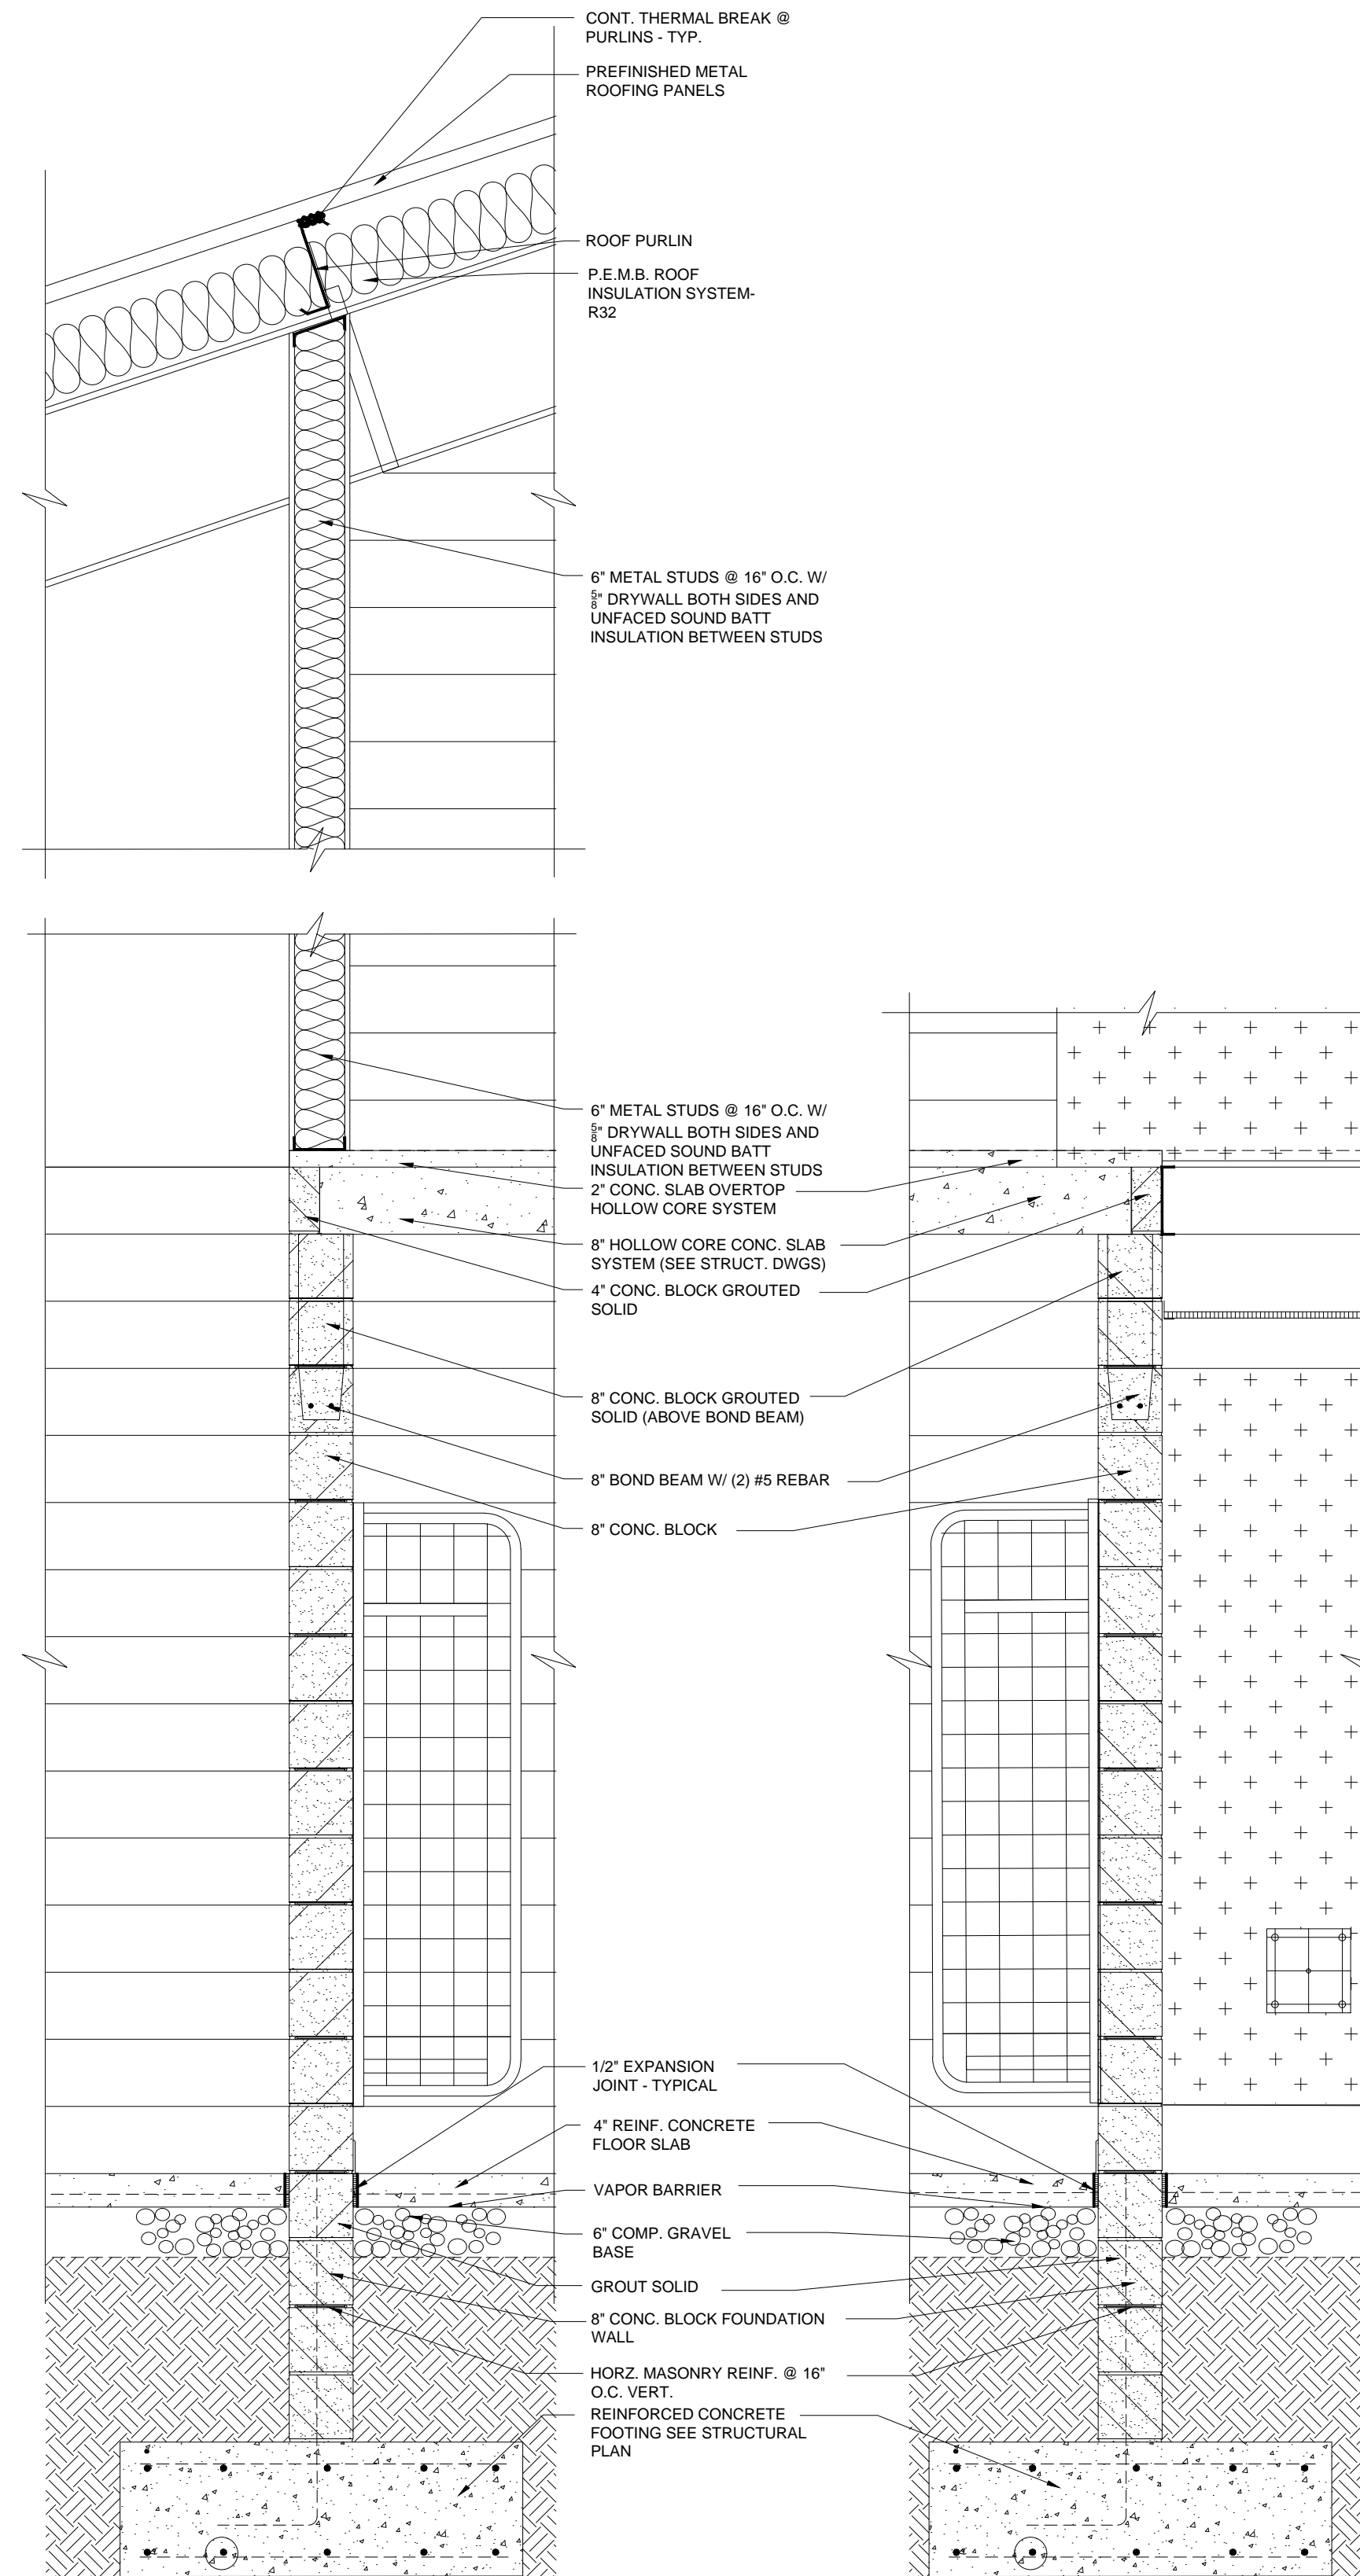 CONT. THERMAL BREAK @
PURLINS - TYP.
PREFINISHED METAL
ROOFING PANELS
ROOF PURLIN
P.E.M.B. ROOF
INSULATION SYSTEM-
R32
6" METAL STUDS @ 16" O.C. W/
5/8" DRYWALL BOTH SIDES AND
UNFACED SOUND BATT
INSULATION BETWEEN STUDS
6" METAL STUDS @ 16" O.C. W/
5/8" DRYWALL BOTH SIDES AND
UNFACED SOUND BATT
INSULATION BETWEEN STUDS
2" CONC. SLAB OVERTOP
HOLLOW CORE SYSTEM
8" HOLLOW CORE CONC. SLAB
SYSTEM (SEE STRUCT. DWGS)
4" CONC. BLOCK GROUTED
SOLID
8" CONC. BLOCK GROUTED
SOLID (ABOVE BOND BEAM)
8" BOND BEAM W/ (2) #5 REBAR
8" CONC. BLOCK
1/2" EXPANSION
JOINT - TYPICAL
4" REINF. CONCRETE
FLOOR SLAB
VAPOR BARRIER
6" COMP. GRAVEL
BASE
GROUT SOLID
8" CONC. BLOCK FOUNDATION
WALL
HORZ. MASONRY REINF. @ 16"
O.C. VERT.
REINFORCED CONCRETE
FOOTING SEE STRUCTURAL
PLAN